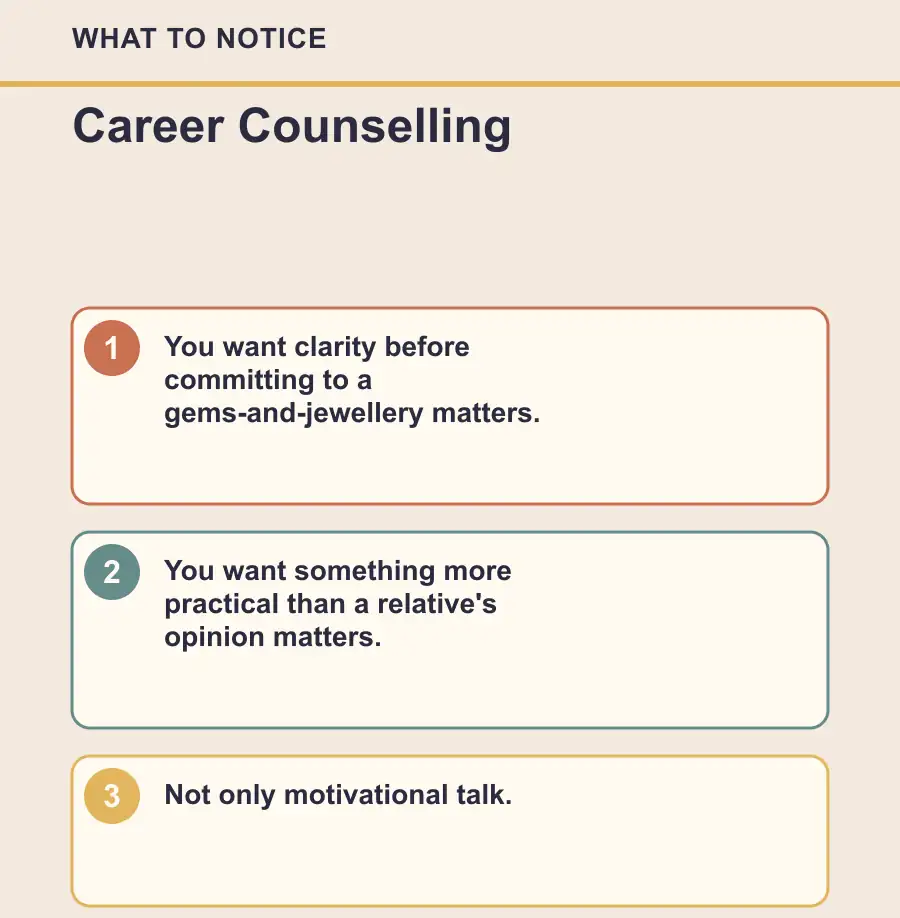 WHAT TO NOTICE
Career Counselling
1
You want clarity before
committing to a
gems-and-jewellery matters.
2
You want something more
practical than a relative's
opinion matters.
3
Not only motivational talk.